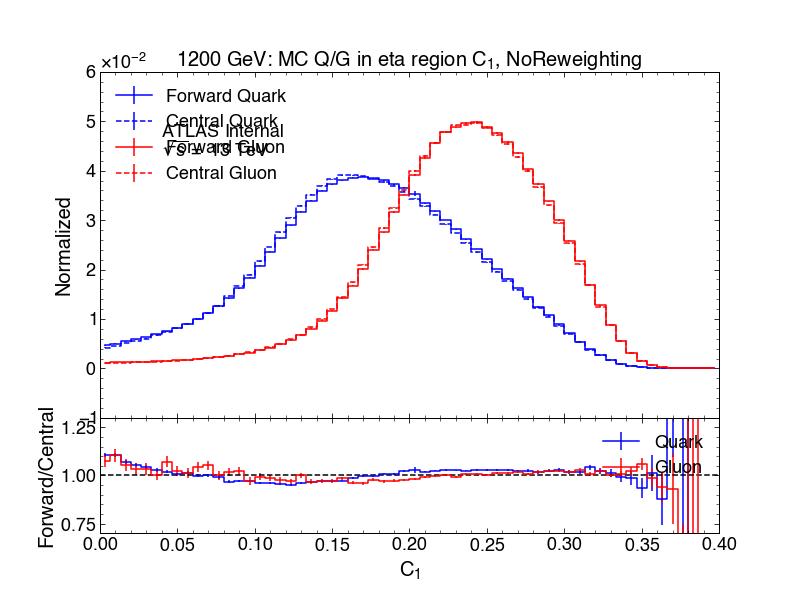 ×10⁻²
1200 GeV: MC Q/G in eta region C₁, NoReweighting
6
5
4
3
2
1
0
−1
Normalized
Forward Quark
Central Quark
ATLAS Internal
Forward Gluon
√s = 13 TeV
Central Gluon
1.25
1.00
0.75
Forward/Central
Quark
Gluon
0.00 0.05 0.10 0.15 0.20 0.25 0.30 0.35 0.40
C₁